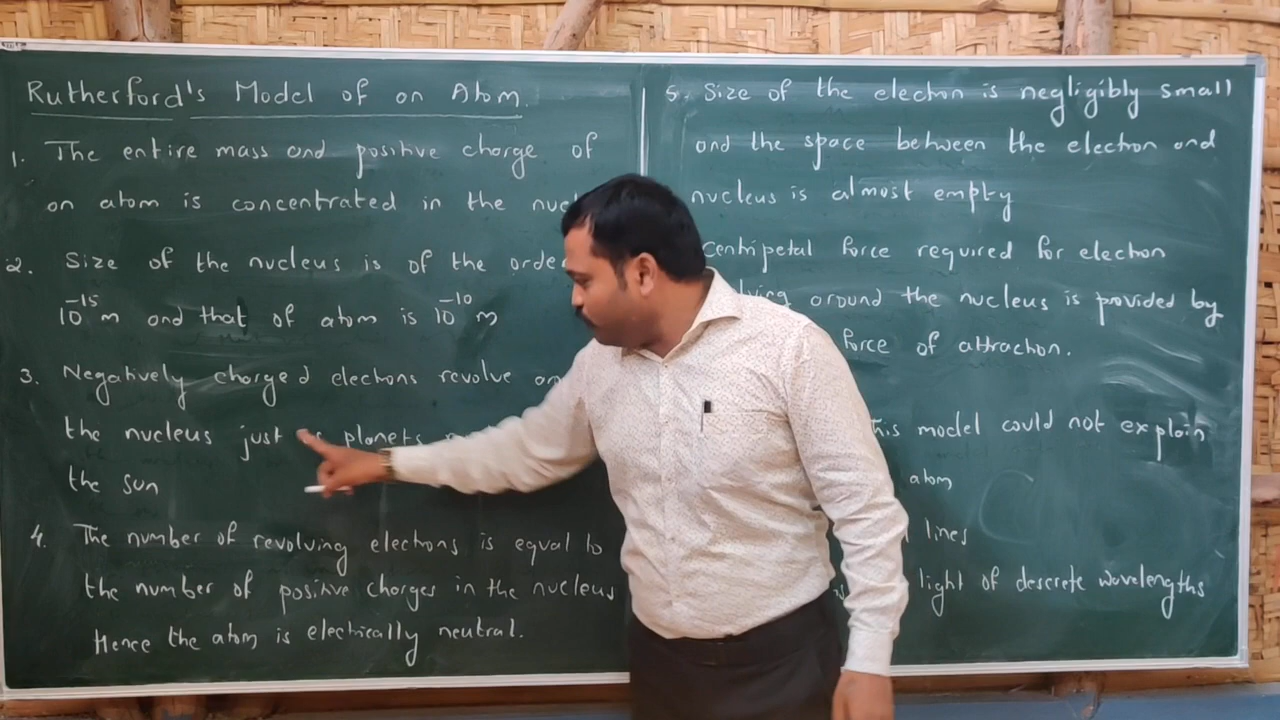 Rutherford's Model of an Atom.
1. The entire mass and positive charge of
an atom is concentrated in the
2. Size of the nucleus is of the
10⁻¹⁵ m and that of atom is 10⁻¹⁰ m
3. Negatively charged electrons revolve
the nucleus just planets
the sun
4. The number of revolving electrons is equal to
the number of positive charges in the nucleus
Hence the atom is electrically neutral.
5. Size of the electron is negligibly small
and the space between the electron and
nucleus is almost empty
Centripetal force required for electron
around the nucleus is provided by
force of attraction.
model could not explain
atom
lines
light of descrete wavelengths